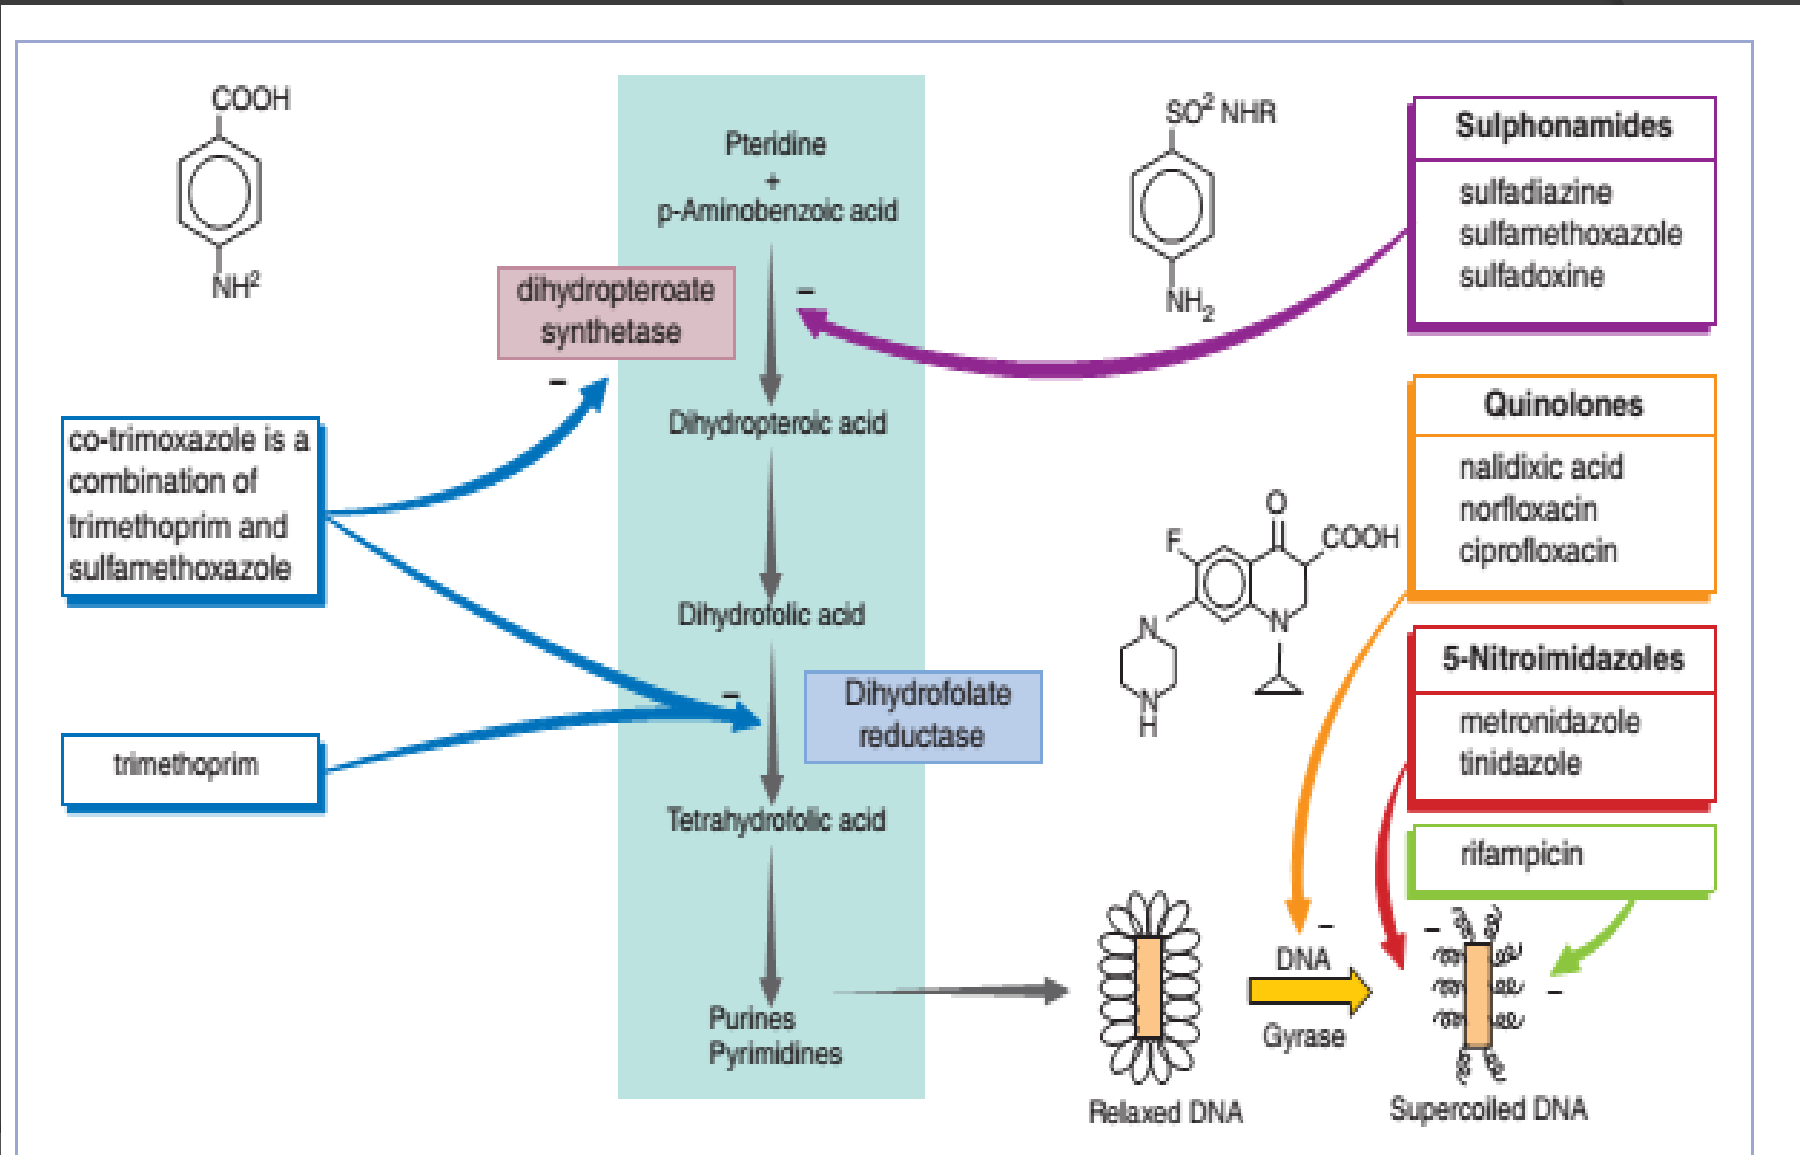 COOH
NH²
Pteridine
+
p-Aminobenzoic acid
dihydropteroate
synthetase
–
–
Dihydropteroic acid
co-trimoxazole is a
combination of
trimethoprim and
sulfamethoxazole
Dihydrofolic acid
–
Dihydrofolate
reductase
trimethoprim
Tetrahydrofolic acid
Purines
Pyrimidines
SO² NHR
NH₂
Sulphonamides
sulfadiazine
sulfamethoxazole
sulfadoxine
Quinolones
nalidixic acid
norfloxacin
ciprofloxacin
O
F
COOH
N
N
N
H
5-Nitroimidazoles
metronidazole
tinidazole
rifampicin
–
–
–
DNA
Gyrase
Relaxed DNA
Supercoiled DNA